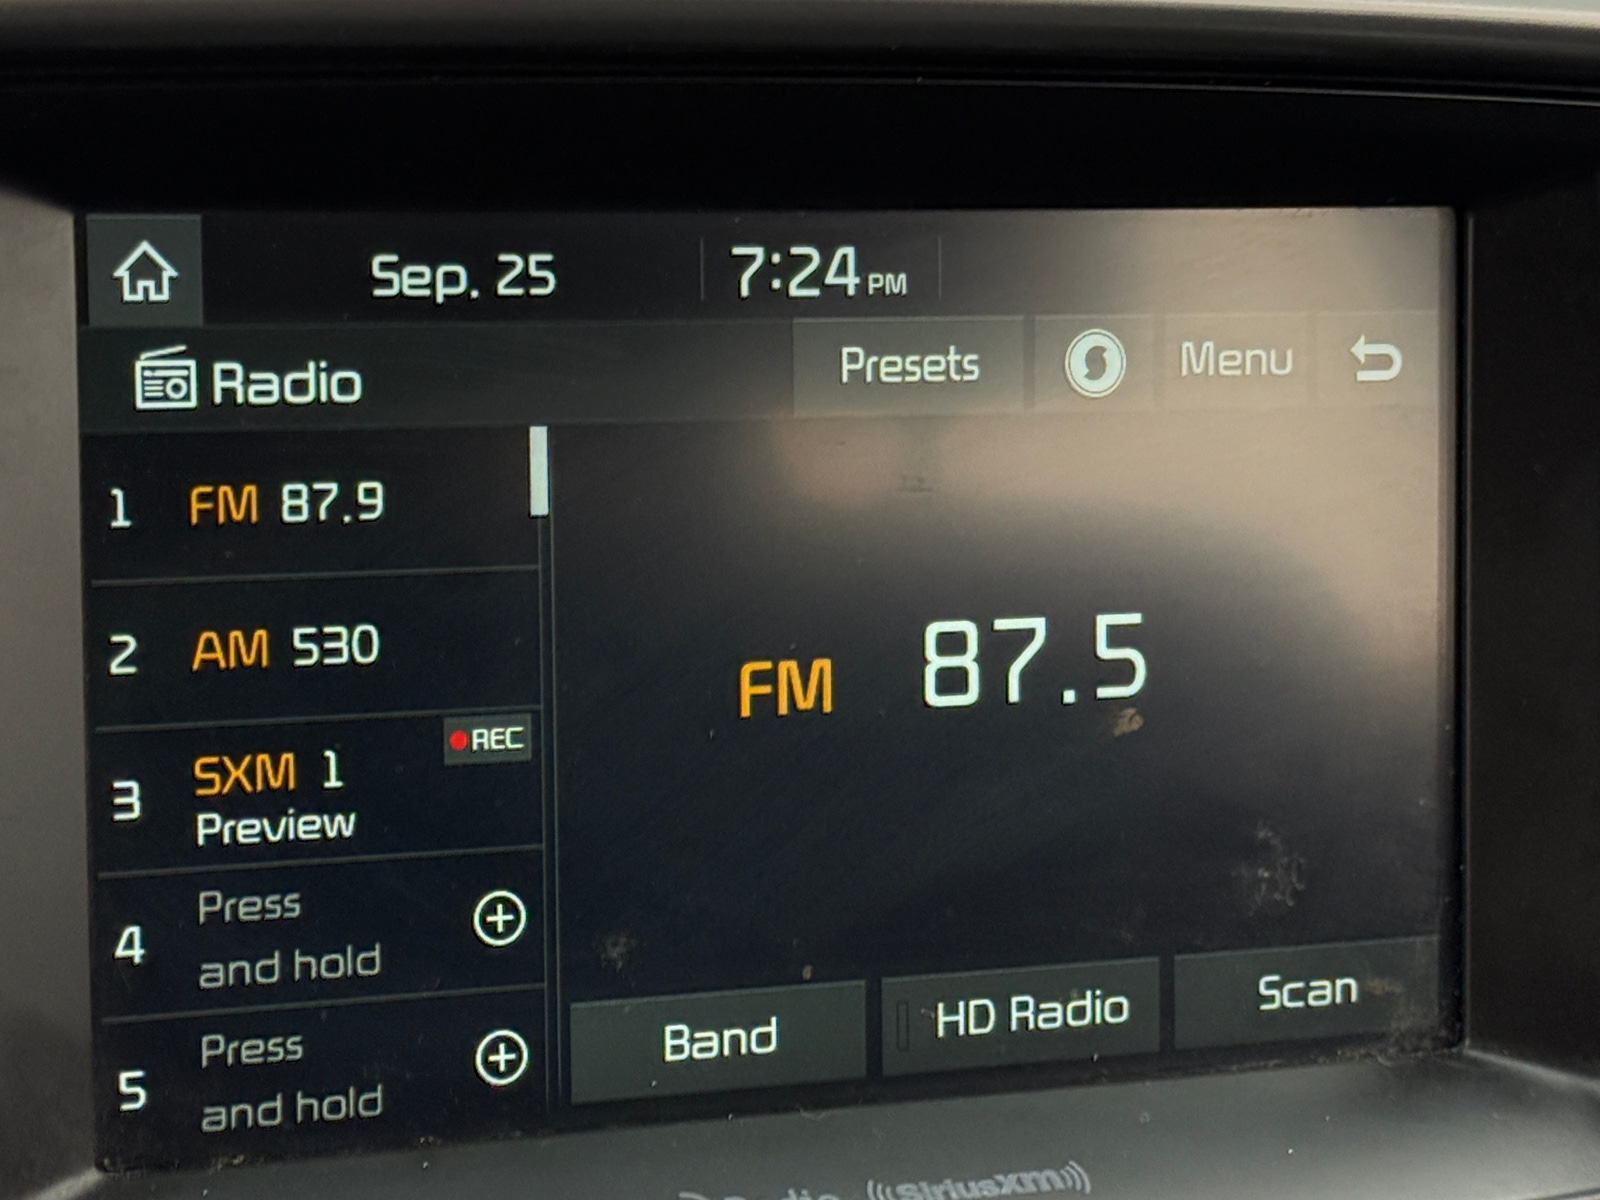 Sep. 25 7:24 PM
Radio Presets Menu
1 FM 87.9
2 AM 530
3 SXM 1 REC
Preview
4 Press
and hold
5 Press
and hold
FM 87.5
Band HD Radio Scan
Radio ((SiriusXM))